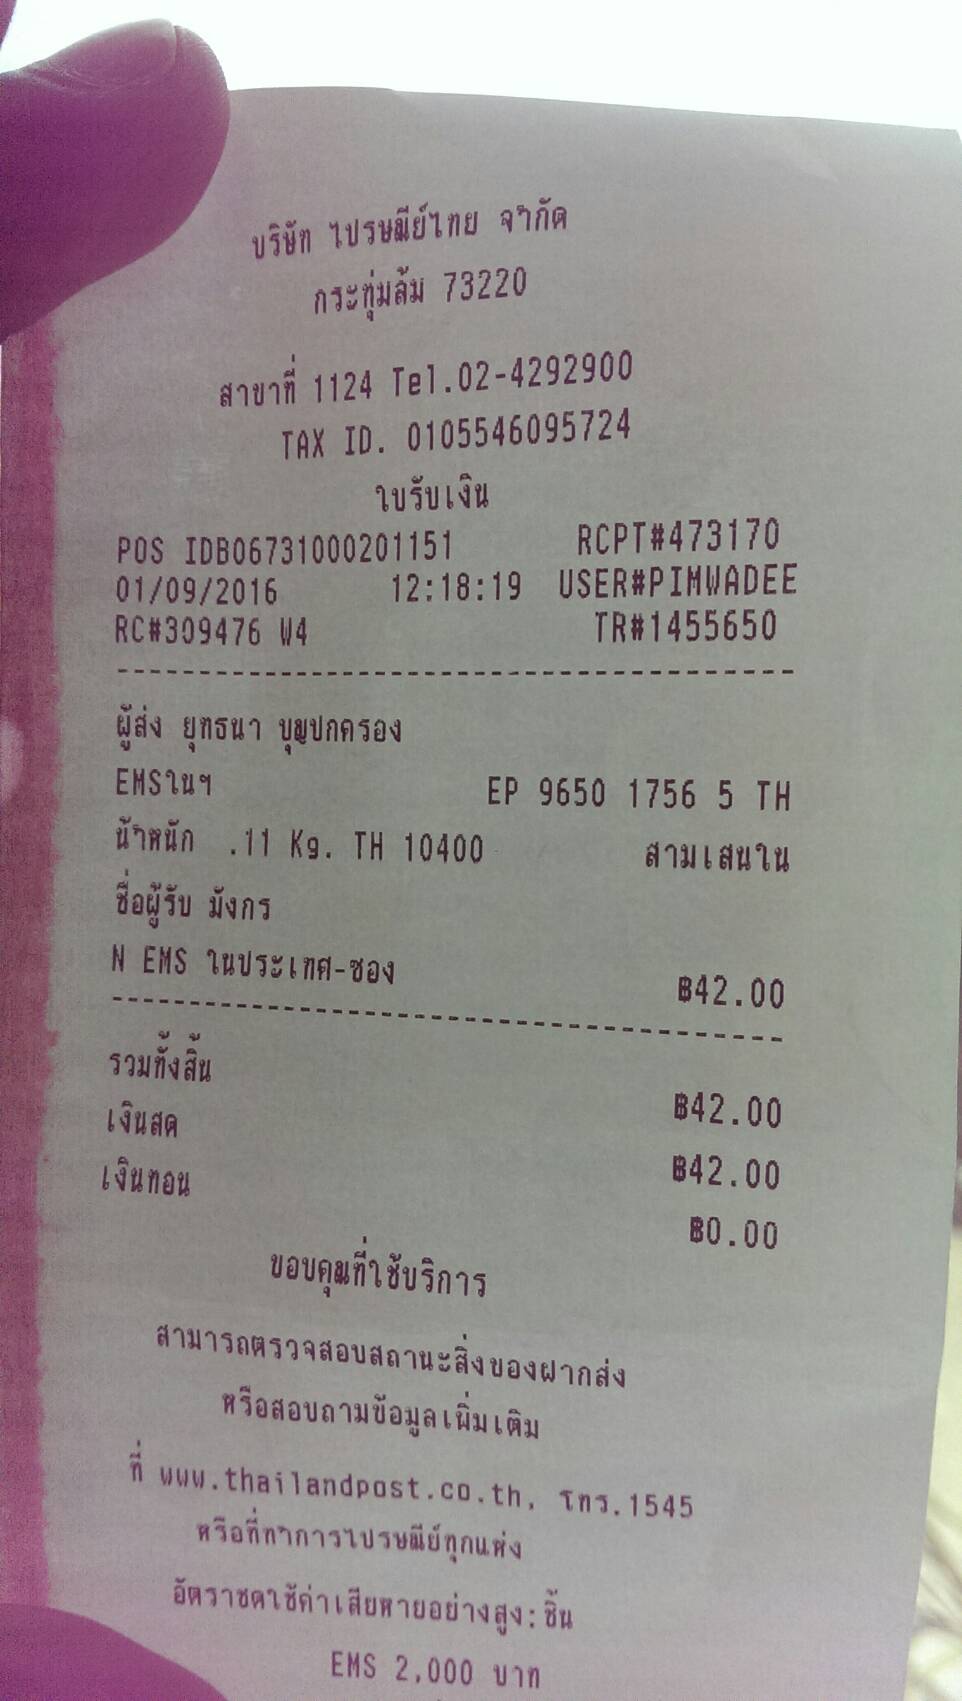 บริษัท ไปรษณีย์ไทย จำกัด
กระทุ่มล้ม 73220
สาขาที่ 1124 Tel.02-4292900
TAX ID. 0105546095724
ใบรับเงิน
POS IDB06731000201151 RCPT#473170
01/09/2016 12:18:19 USER#PIMWADEE
RC#309476 W4 TR#1455650
ผู้ส่ง ยุทธนา บุญปกครอง
EMSในฯ EP 9650 1756 5 TH
น้ำหนัก .11 Kg. TH 10400 สามเสนใน
ชื่อผู้รับ มังกร
N EMS ในประเทศ-ซอง ฿42.00
รวมทั้งสิ้น ฿42.00
เงินสด ฿42.00
เงินทอน ฿0.00
ขอบคุณที่ใช้บริการ
สามารถตรวจสอบสถานะสิ่งของฝากส่ง
หรือสอบถามข้อมูลเพิ่มเติม
ที่ www.thailandpost.co.th, โทร.1545
หรือที่ทำการไปรษณีย์ทุกแห่ง
อัตราชดใช้ค่าเสียหายอย่างสูง:ชิ้น
EMS 2,000 บาท